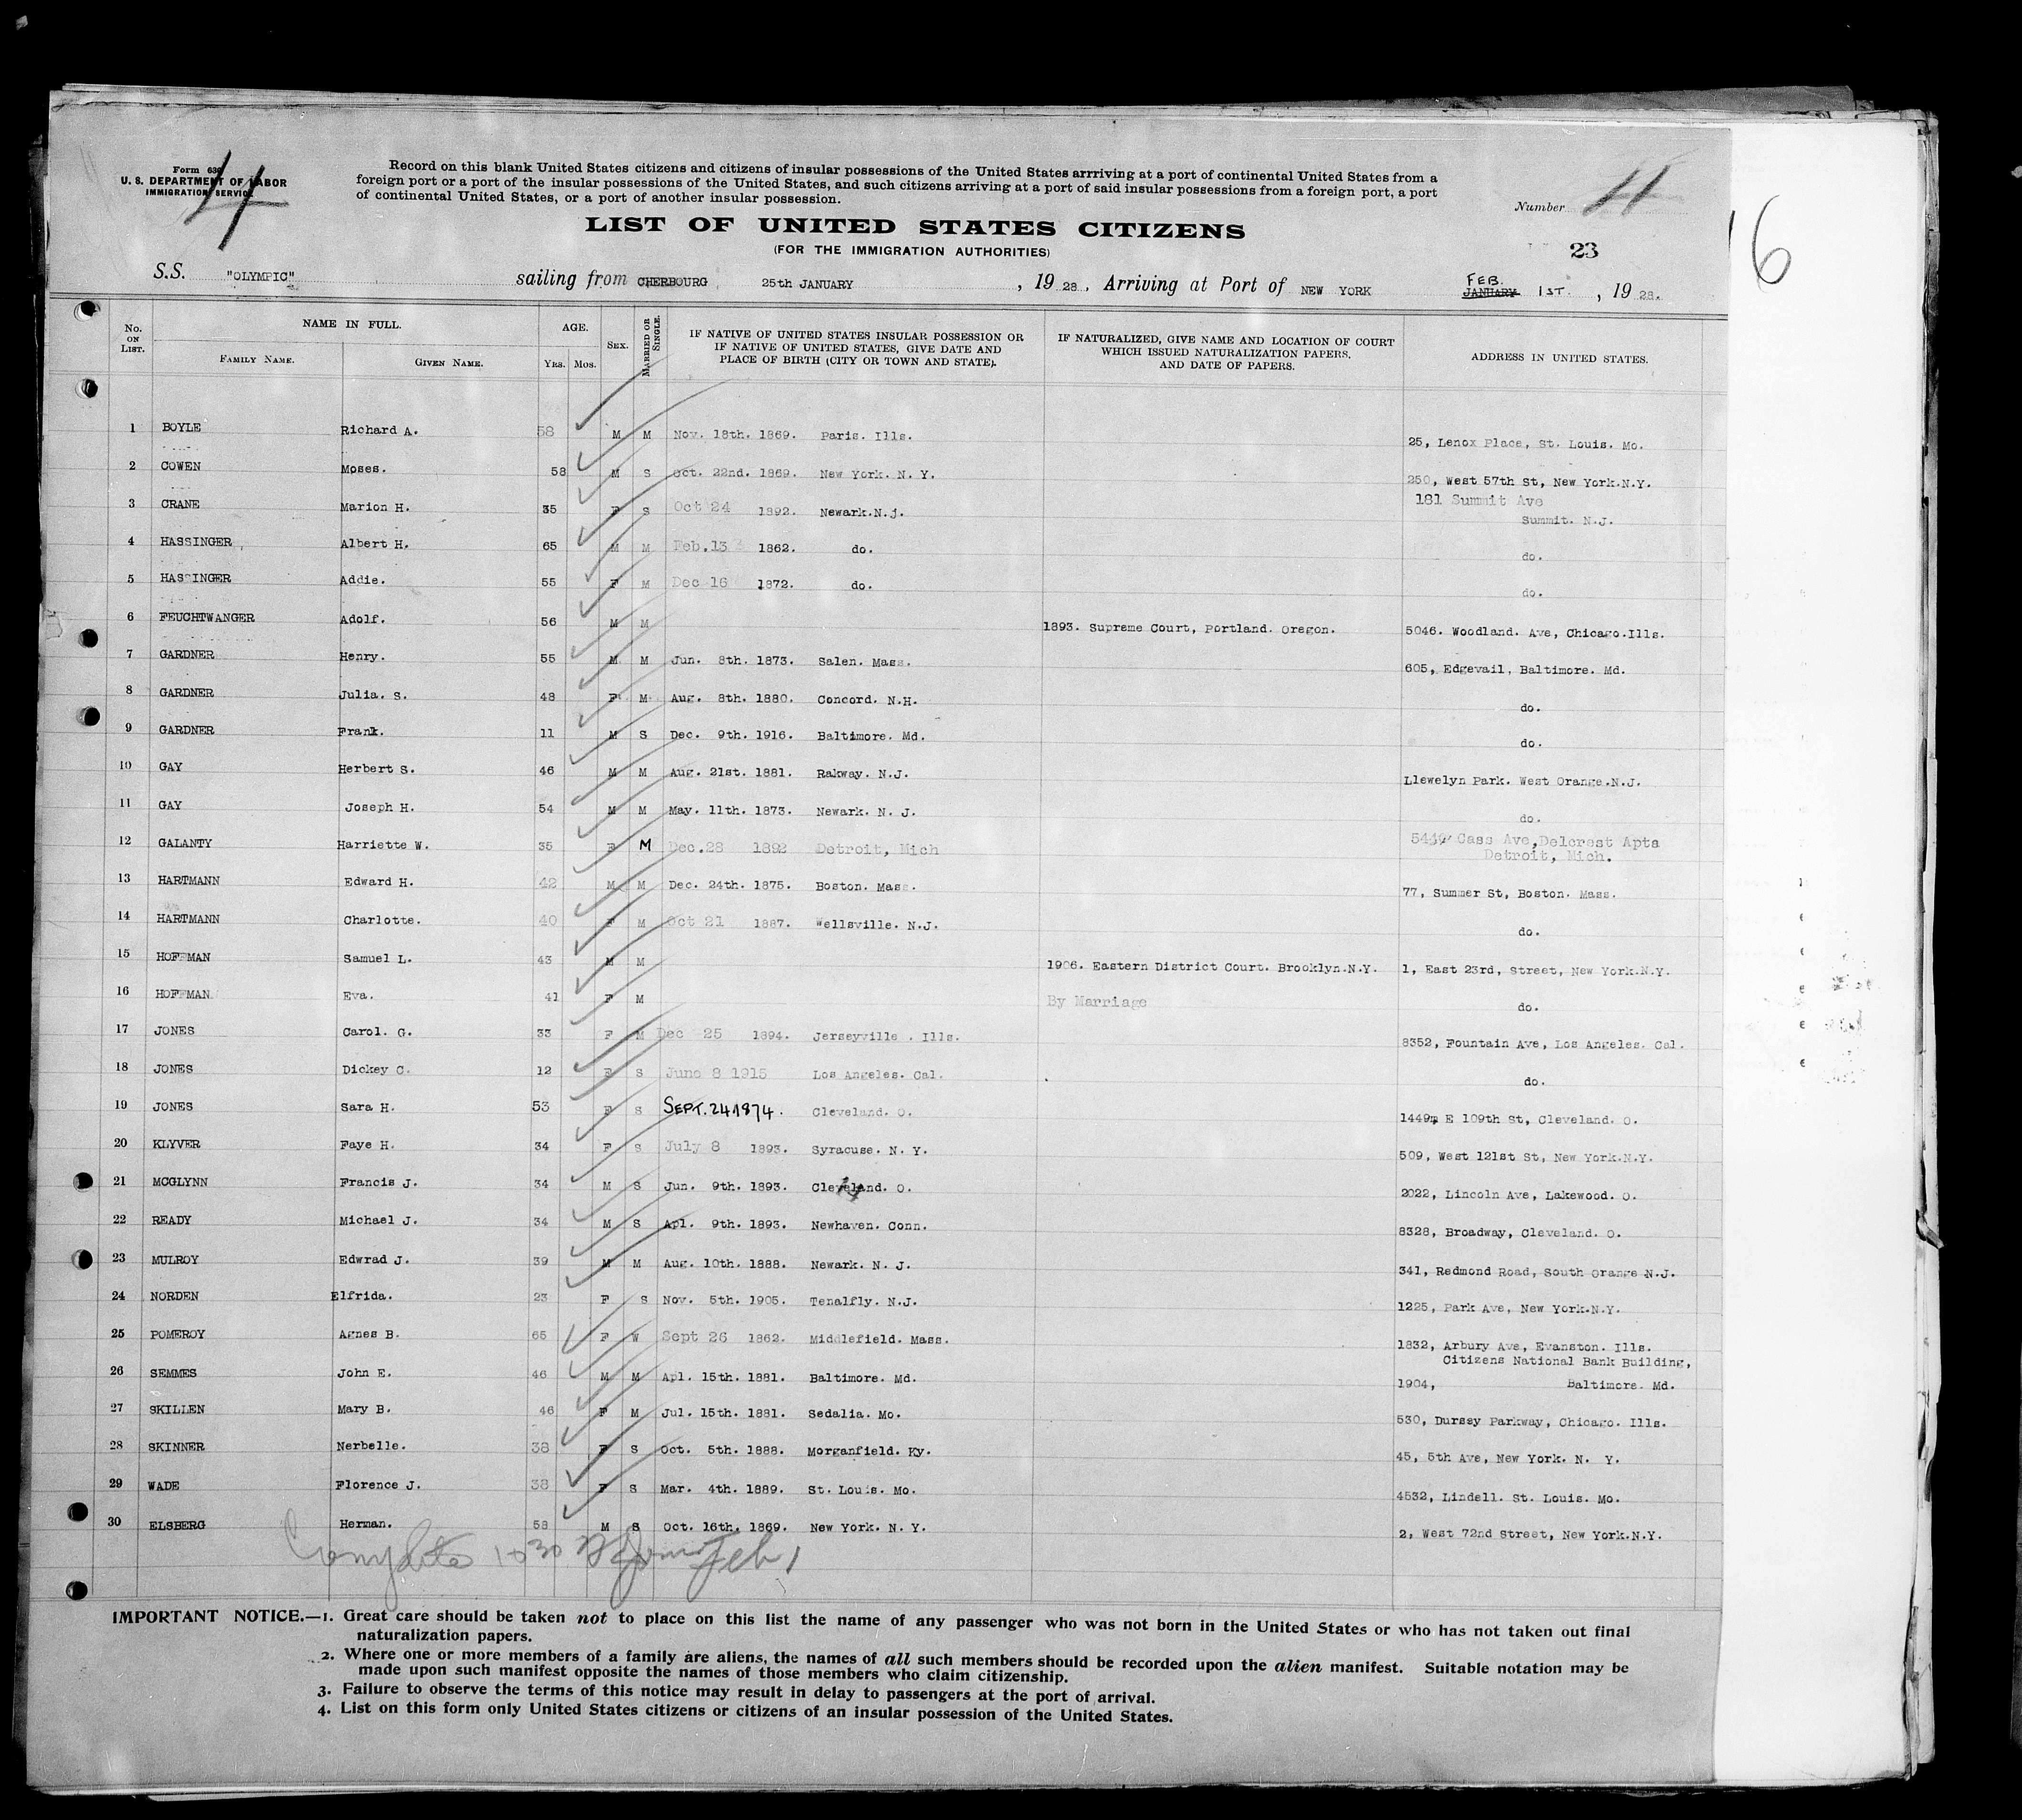 Form 630
U. S. DEPARTMENT OF LABOR
IMMIGRATION SERVICE
Record on this blank United States citizens and citizens of insular possessions of the United States arrriving at a port of continental United States from a
foreign port or a port of the insular possessions of the United States, and such citizens arriving at a port of said insular possessions from a foreign port, a port
of continental United States, or a port of another insular possession.
Number 11
6
LIST OF UNITED STATES CITIZENS
(FOR THE IMMIGRATION AUTHORITIES)
23
S.S. "OLYMPIC" sailing from CHERBOURG 25th JANUARY , 19 28. Arriving at Port of NEW YORK FEB. JANUARY 1ST. , 19 28.
No. ON LIST. NAME IN FULL. FAMILY NAME. GIVEN NAME. AGE. YRS. MOS. SEX. MARRIED OR SINGLE. IF NATIVE OF UNITED STATES INSULAR POSSESSION OR IF NATIVE OF UNITED STATES, GIVE DATE AND PLACE OF BIRTH (CITY OR TOWN AND STATE). IF NATURALIZED, GIVE NAME AND LOCATION OF COURT WHICH ISSUED NATURALIZATION PAPERS, AND DATE OF PAPERS. ADDRESS IN UNITED STATES.
1 BOYLE Richard A. 58 M M Nov. 18th. 1869. Paris. Ills. 25, Lenox Place, St. Louis. Mo.
2 COWEN Moses. 58 M S Oct. 22nd. 1869. New York. N. Y. 250, West 57th St, New York.N.Y.
3 CRANE Marion H. 35 F S Oct 24 1892. Newark.N.j. 181 Summit Ave Summit. N.J.
4 HASSINGER Albert H. 65 M M Feb.13 1862. do. do.
5 HASSINGER Addie. 55 F M Dec 16 1872. do. do.
6 FEUCHTWANGER Adolf. 56 M M 1893. Supreme Court, Portland. Oregon. 5046. Woodland. Ave, Chicago.Ills.
7 GARDNER Henry. 55 M M Jun. 8th. 1873. Salen. Mass. 605, Edgevail, Baltimore. Md.
8 GARDNER Julia. S. 48 F M Aug. 8th. 1880. Concord. N.H. do.
9 GARDNER Frank. 11 M S Dec. 9th. 1916. Baltimore. Md. do.
10 GAY Herbert S. 46 M M Aug. 21st. 1881. Rakway. N.J. Llewelyn Park. West Orange.N.J.
11 GAY Joseph H. 54 M M May. 11th. 1873. Newark. N. J. do.
12 GALANTY Harriette W. 35 F M Dec.28 1892 Detroit, Mich 5440 Cass Ave,Delcrest Apts Detroit, Mich.
13 HARTMANN Edward H. 42 M M Dec. 24th. 1875. Boston. Mass. 77, Summer St, Boston. Mass.
14 HARTMANN Charlotte. 40 F M Oct 21 1887. Wellsville. N.J. do.
15 HOFFMAN Samuel L. 43 M M 1906. Eastern District Court. Brooklyn.N.Y. 1, East 23rd, Street, New York.N.Y.
16 HOFFMAN Eva. 41 F M By Marriage do.
17 JONES Carol. G. 33 F M Dec 25 1894. Jerseyville . Ills. 8352, Fountain Ave, Los Angeles. Cal.
18 JONES Dickey C. 12 F S June 8 1915 Los Angeles. Cal. do.
19 JONES Sara H. 53 F S SEPT. 24 1874. Cleveland. O. 1449, E 109th St, Cleveland. O.
20 KLYVER Faye H. 34 F S July 8 1893. Syracuse. N. Y. 509, West 121st St, New York.N.Y.
21 MCGLYNN Francis J. 34 M S Jun. 9th. 1893. Cleveland. O. 2022, Lincoln Ave, Lakewood. O.
22 READY Michael J. 34 M S Apl. 9th. 1893. Newhaven. Conn. 8328, Broadway, Cleveland. O.
23 MULROY Edwrad J. 39 M M Aug. 10th. 1888. Newark. N. J. 341, Redmond Road, South Orange N.J.
24 NORDEN Elfrida. 23 F S Nov. 5th. 1905. Tenalfly. N.J. 1225, Park Ave, New York.N.Y.
25 POMEROY Agnes B. 65 F W Sept 26 1862. Middlefield. Mass. 1832, Arbury Ave, Evanston. Ills.
26 SEMMES John E. 46 M M Apl. 15th. 1881. Baltimore. Md. Citizens National Bank Building, 1904, Baltimore. Md.
27 SKILLEN Mary B. 46 F M Jul. 15th. 1881. Sedalia. Mo. 530, Dursey Parkway, Chicago. Ills.
28 SKINNER Nerbelle. 38 F S Oct. 5th. 1888. Morganfield. Ky. 45, 5th Ave, New York. N. Y.
29 WADE Florence J. 38 F S Mar. 4th. 1889. St. Louis. Mo. 4532, Lindell. St. Louis. Mo.
30 ELSBERG Herman. 58 M S Oct. 16th. 1869. New York. N. Y. 2, West 72nd Street, New York.N.Y.
Feb 1
IMPORTANT NOTICE.—1. Great care should be taken not to place on this list the name of any passenger who was not born in the United States or who has not taken out final
naturalization papers.
2. Where one or more members of a family are aliens, the names of all such members should be recorded upon the alien manifest. Suitable notation may be
made upon such manifest opposite the names of those members who claim citizenship.
3. Failure to observe the terms of this notice may result in delay to passengers at the port of arrival.
4. List on this form only United States citizens or citizens of an insular possession of the United States.